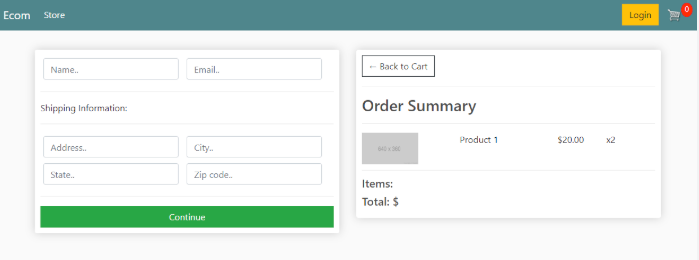 Ecom
Store
Login
0
Name..
Email..
Shipping Information:
Address..
City..
State..
Zip code..
Continue
← Back to Cart
Order Summary
Product 1
$20.00
x2
Items:
Total: $